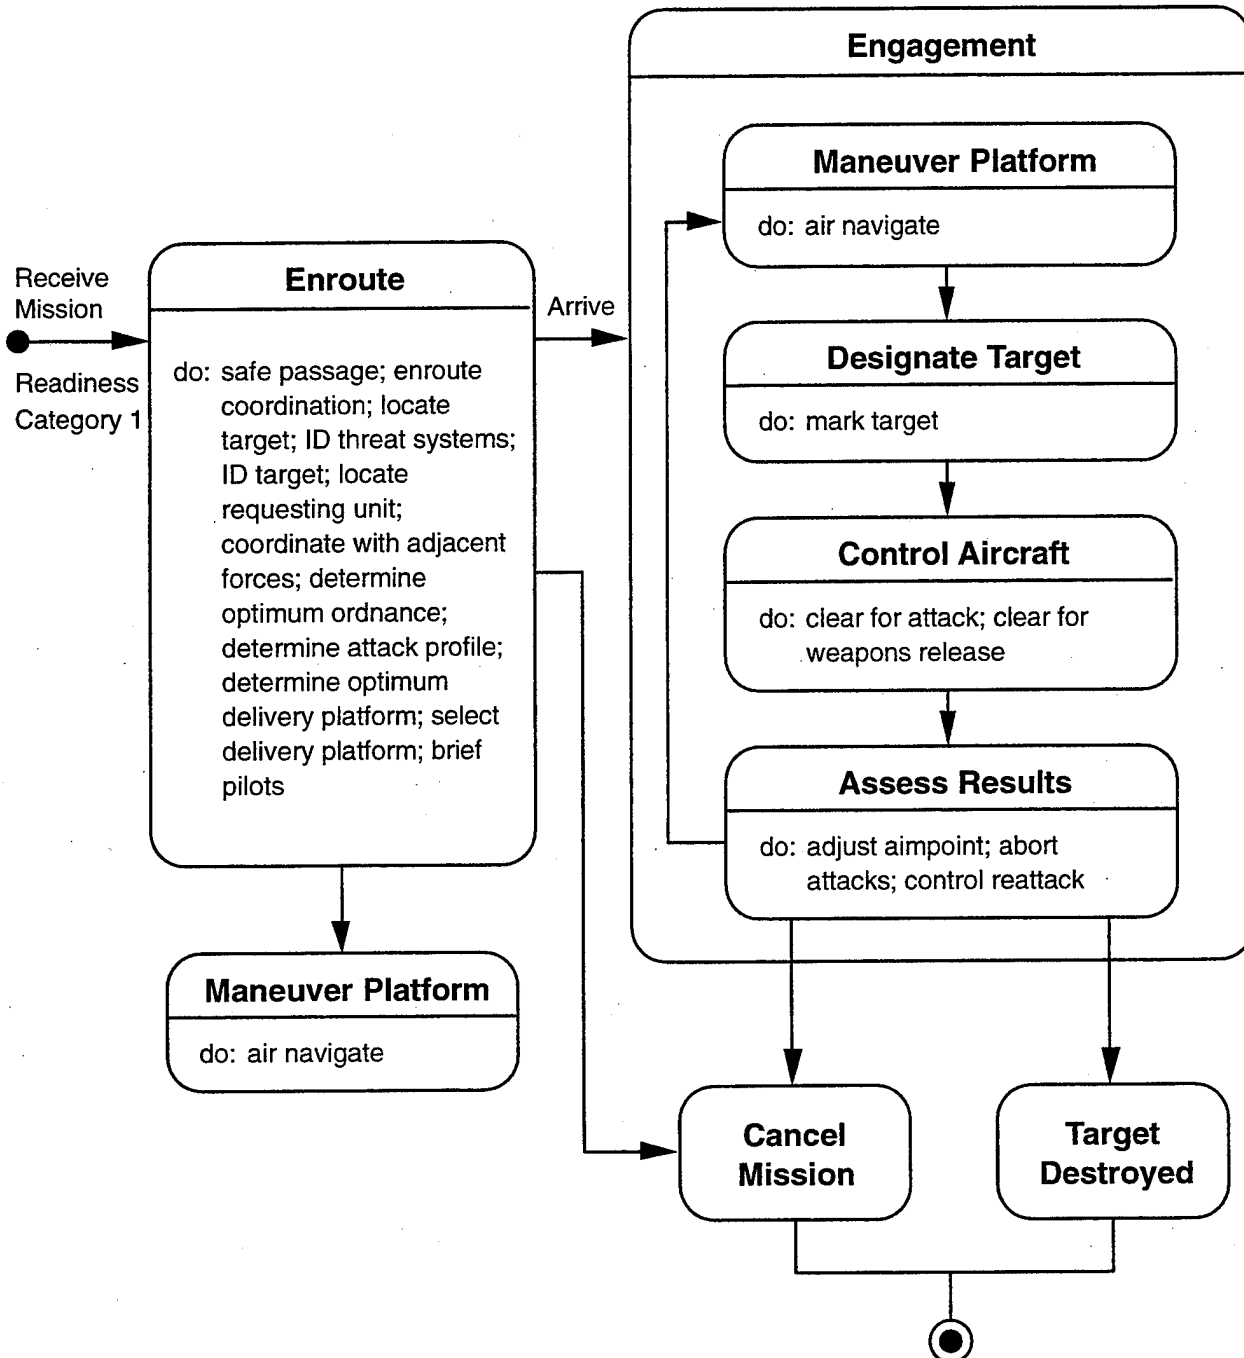 Engagement
Maneuver Platform
do: air navigate
Designate Target
do: mark target
Control Aircraft
do: clear for attack; clear for
weapons release
Assess Results
do: adjust aimpoint; abort
attacks; control reattack
Receive
Mission
Readiness
Category 1
Enroute
do: safe passage; enroute
coordination; locate
target; ID threat systems;
ID target; locate
requesting unit;
coordinate with adjacent
forces; determine
optimum ordnance;
determine attack profile;
determine optimum
delivery platform; select
delivery platform; brief
pilots
Arrive
Maneuver Platform
do: air navigate
Cancel
Mission
Target
Destroyed